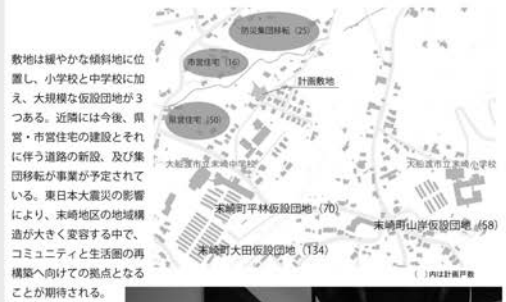 敷地は緩やかな傾斜地に位
置し、小学校と中学校に加
え、大規模な仮設団地が3
つある。近隣には今後、県
営・市営住宅の建設とそれ
に伴う道路の新設、及び集
団移転が事業が予定されて
いる。東日本大震災の影響
により、末崎地区の地域構
造が大きく変容する中で、
コミュニティと生活圏の再
構築へ向けての拠点となる
ことが期待される。
防災集団移転（25）
市営住宅（16）
計画敷地
県営住宅（50）
大船渡市立末崎中学校
大船渡市立末崎小学校
末崎町平林仮設団地（70）
末崎町山岸仮設団地（58）
末崎町大田仮設団地（134）
（ ）内は計画戸数